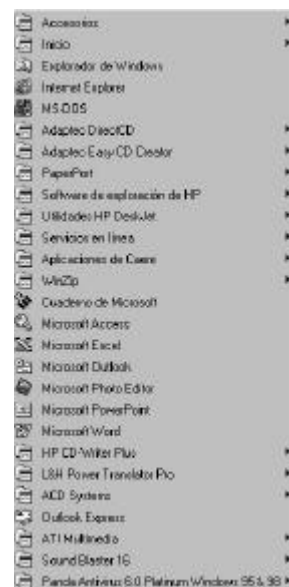 Accesorios
Inicio
Explorador de Windows
Internet Explorer
MS-DOS
Adaptec DirectCD
Adaptec Easy CD Creator
PaperPort
Software de exploración de HP
Utilidades HP DeskJet
Servicios en línea
Aplicaciones de Caere
WinZip
Cuaderno de Microsoft
Microsoft Access
Microsoft Excel
Microsoft Outlook
Microsoft Photo Editor
Microsoft PowerPoint
Microsoft Word
HP CD-Writer Plus
L&H Power Translator Pro
ACD Systems
Outlook Express
ATI Multimedia
Sound Blaster 16
Panda Antivirus 6.0 Platinum Windows 95 & 98